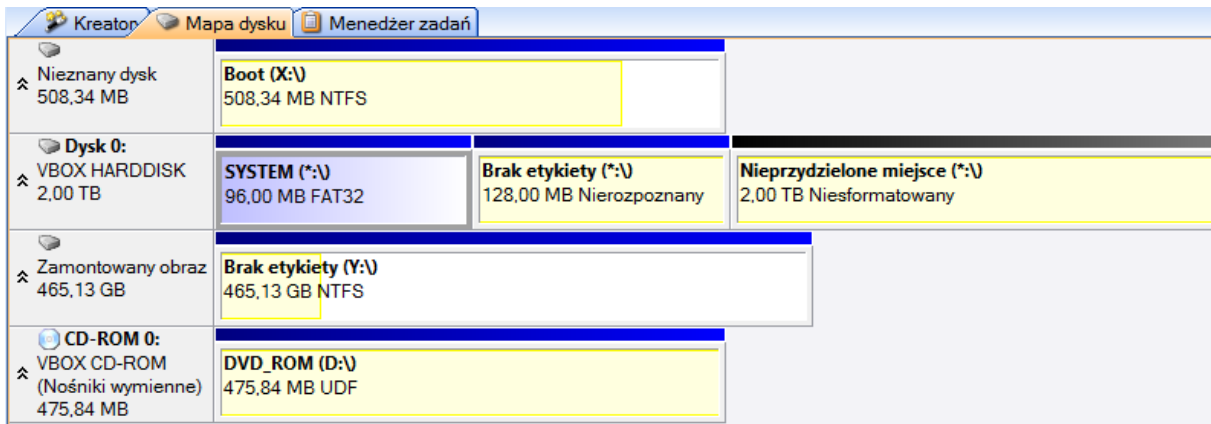 Kreator
Mapa dysku
Menedżer zadań
Nieznany dysk
508,34 MB
Boot (X:\)
508,34 MB NTFS
Dysk 0:
VBOX HARDDISK
2,00 TB
SYSTEM (*:\)
96,00 MB FAT32
Brak etykiety (*:\)
128,00 MB Nierozpoznany
Nieprzydzielone miejsce (*:\)
2,00 TB Niesformatowany
Zamontowany obraz
465,13 GB
Brak etykiety (Y:\)
465,13 GB NTFS
CD-ROM 0:
VBOX CD-ROM
(Nośniki wymienne)
475,84 MB
DVD_ROM (D:\)
475,84 MB UDF